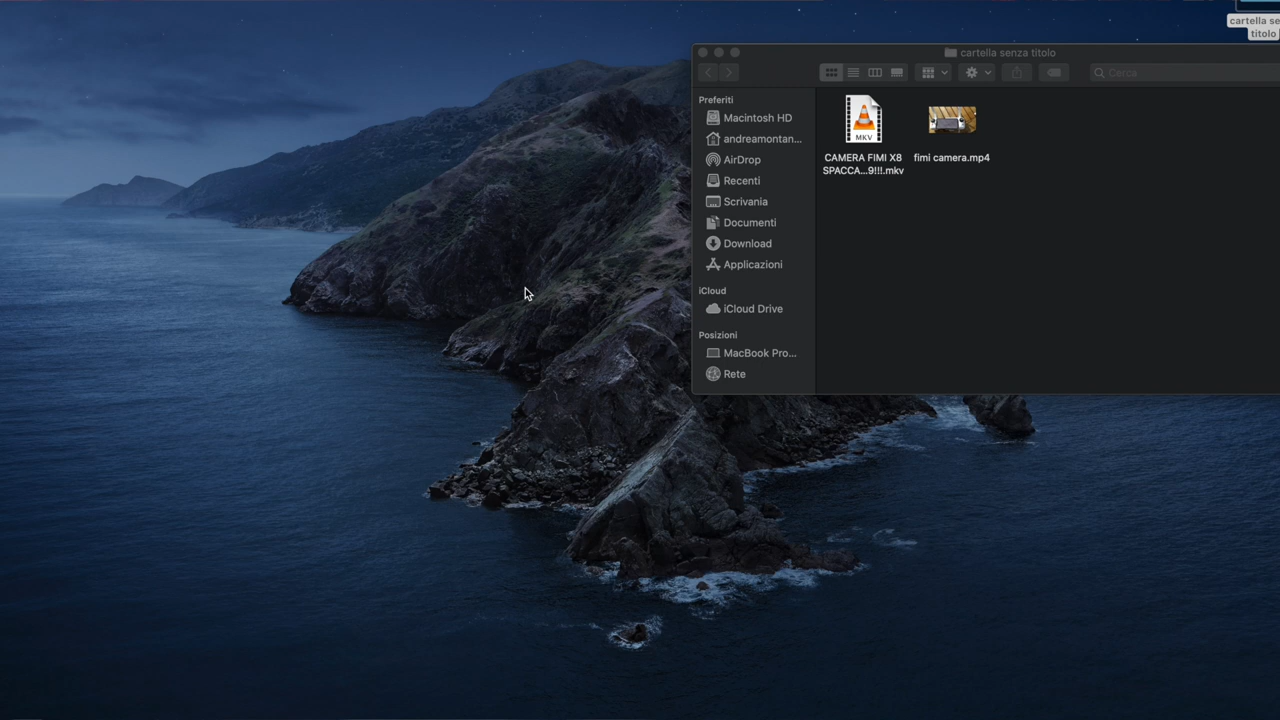 cartella se
titolo
cartella senza titolo
Cerca
Preferiti
Macintosh HD
andreamontan...
AirDrop
Recenti
Scrivania
Documenti
Download
Applicazioni
iCloud
iCloud Drive
Posizioni
MacBook Pro...
Rete
MKV
CAMERA FIMI X8
SPACCA...9!!!.mkv
fimi camera.mp4